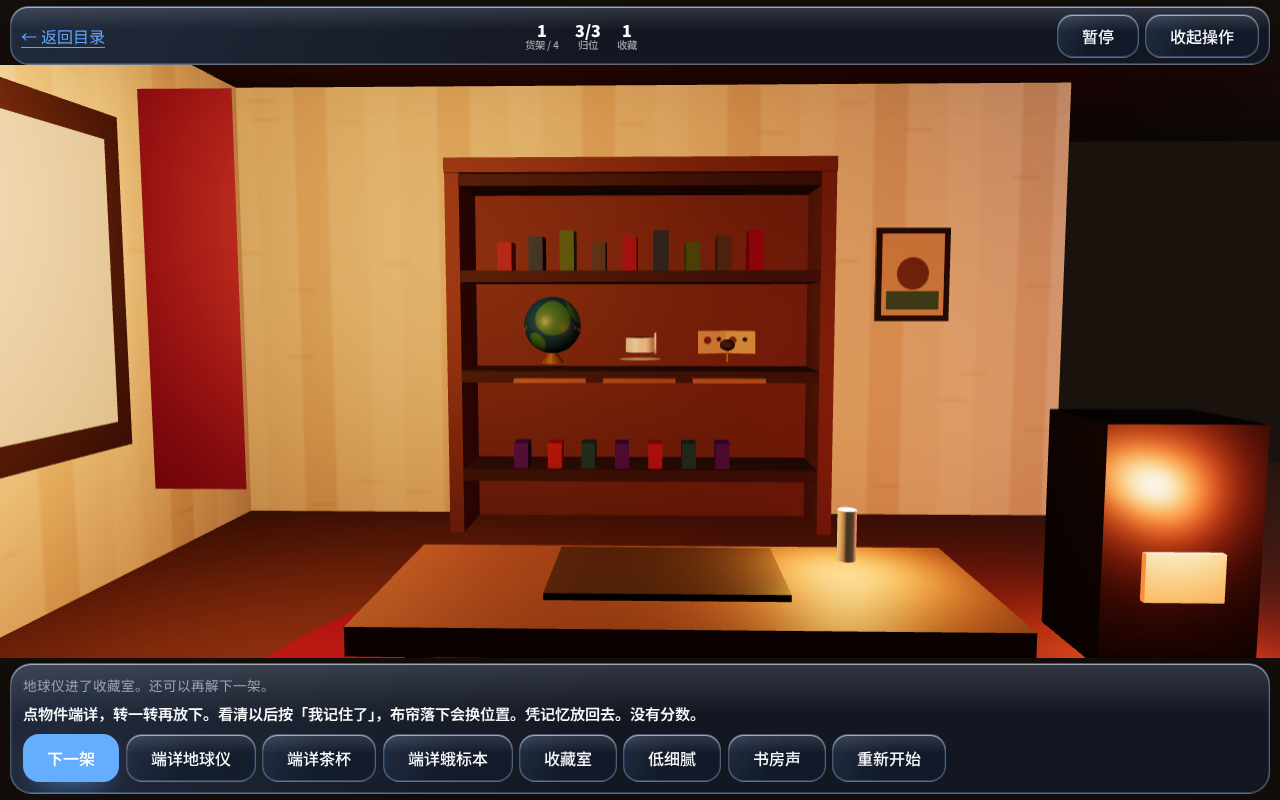 ← 返回目录
1 3/3 1
货架 / 4 归位 收藏
暂停 收起操作
地球仪进了收藏室。还可以再解下一架。
点物件端详，转一转再放下。看清以后按「我记住了」，布帘落下会换位置。凭记忆放回去。没有分数。
下一架 端详地球仪 端详茶杯 端详蛾标本 收藏室 低细腻 书房声 重新开始